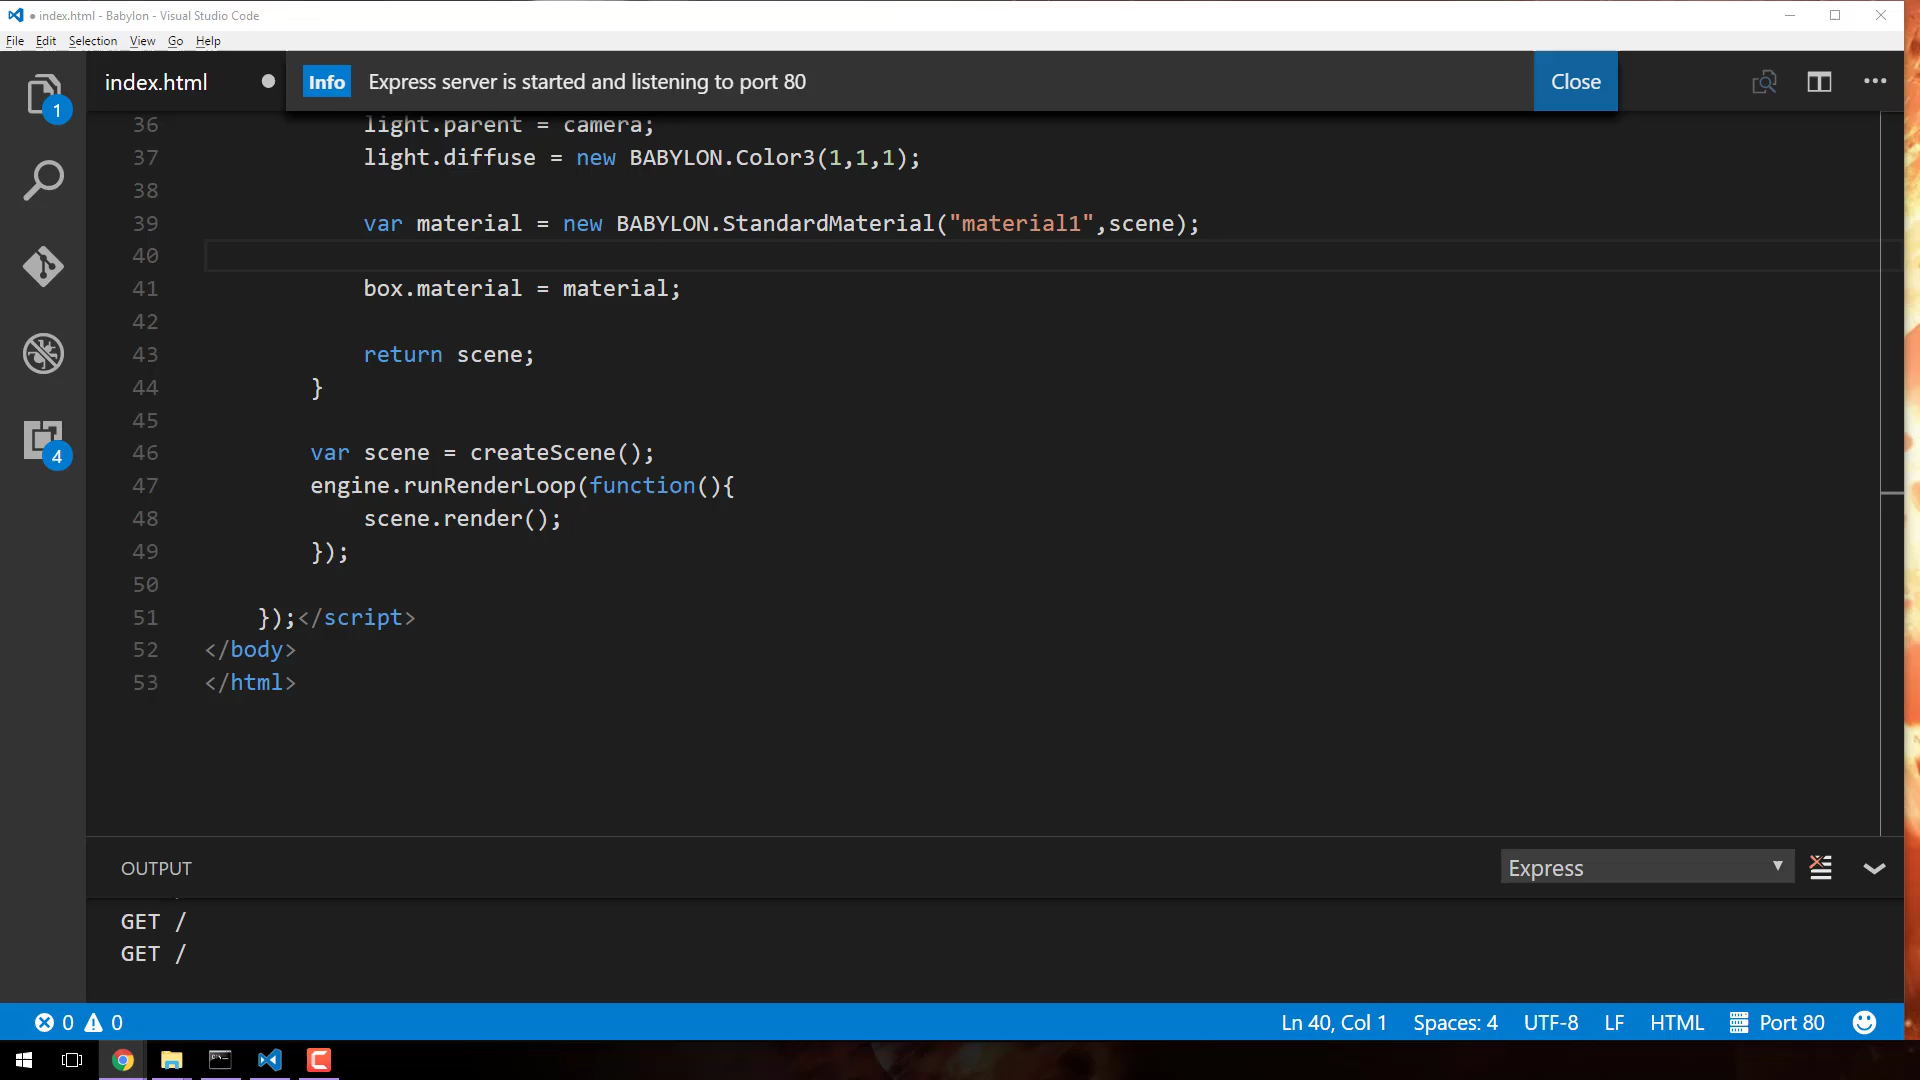 index.html - Babylon - Visual Studio Code
File Edit Selection View Go Help
index.html Info Express server is started and listening to port 80 Close
1
4
36 light.parent = camera;
37 light.diffuse = new BABYLON.Color3(1,1,1);
38
39 var material = new BABYLON.StandardMaterial("material1",scene);
40
41 box.material = material;
42
43 return scene;
44 }
45
46 var scene = createScene();
47 engine.runRenderLoop(function(){
48 scene.render();
49 });
50
51 });</script>
52 </body>
53 </html>
OUTPUT Express
GET /
GET /
0 0 Ln 40, Col 1 Spaces: 4 UTF-8 LF HTML Port 80